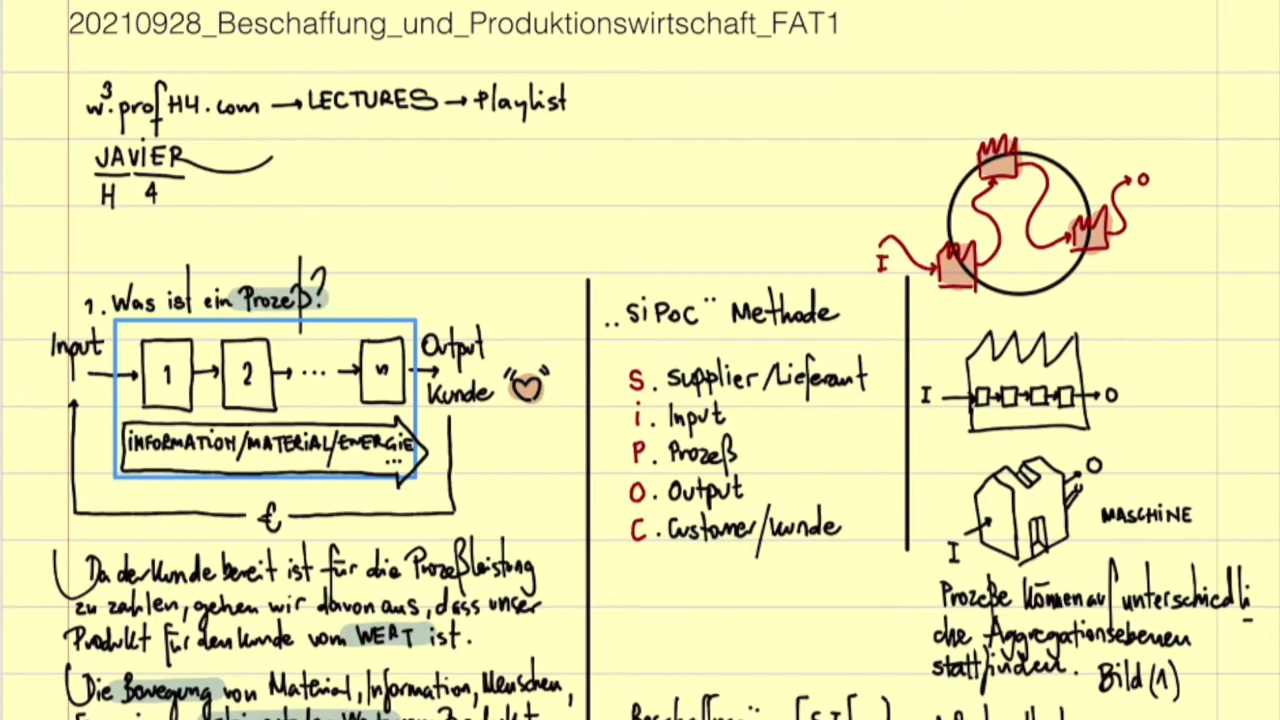 20210928_Beschaffung_und_Produktionswirtschaft_FAT1
w³.profH4.com → LECTURES → Playlist
JAVIER
H 4
1. Was ist ein Prozeß?
Input
1 → 2 → ... → n
Output
Kunde "♡"
INFORMATION/MATERIAL/ENERGIE
...
€
Da der Kunde bereit ist für die Prozeßleistung
zu zahlen, gehen wir davon aus, dass unser
Produkt für den Kunde vom WERT ist.
Die Bewegung von Material, Information, Menschen,
"SiPoC" Methode
S. Supplier/Lieferant
i. Input
P. Prozeß
O. Output
C. Customer/Kunde
Beschaffung
I
O
I → O
I
O
MASCHINE
Prozeße können auf unterschiedli
che Aggregationsebenen
stattfinden. Bild (1)